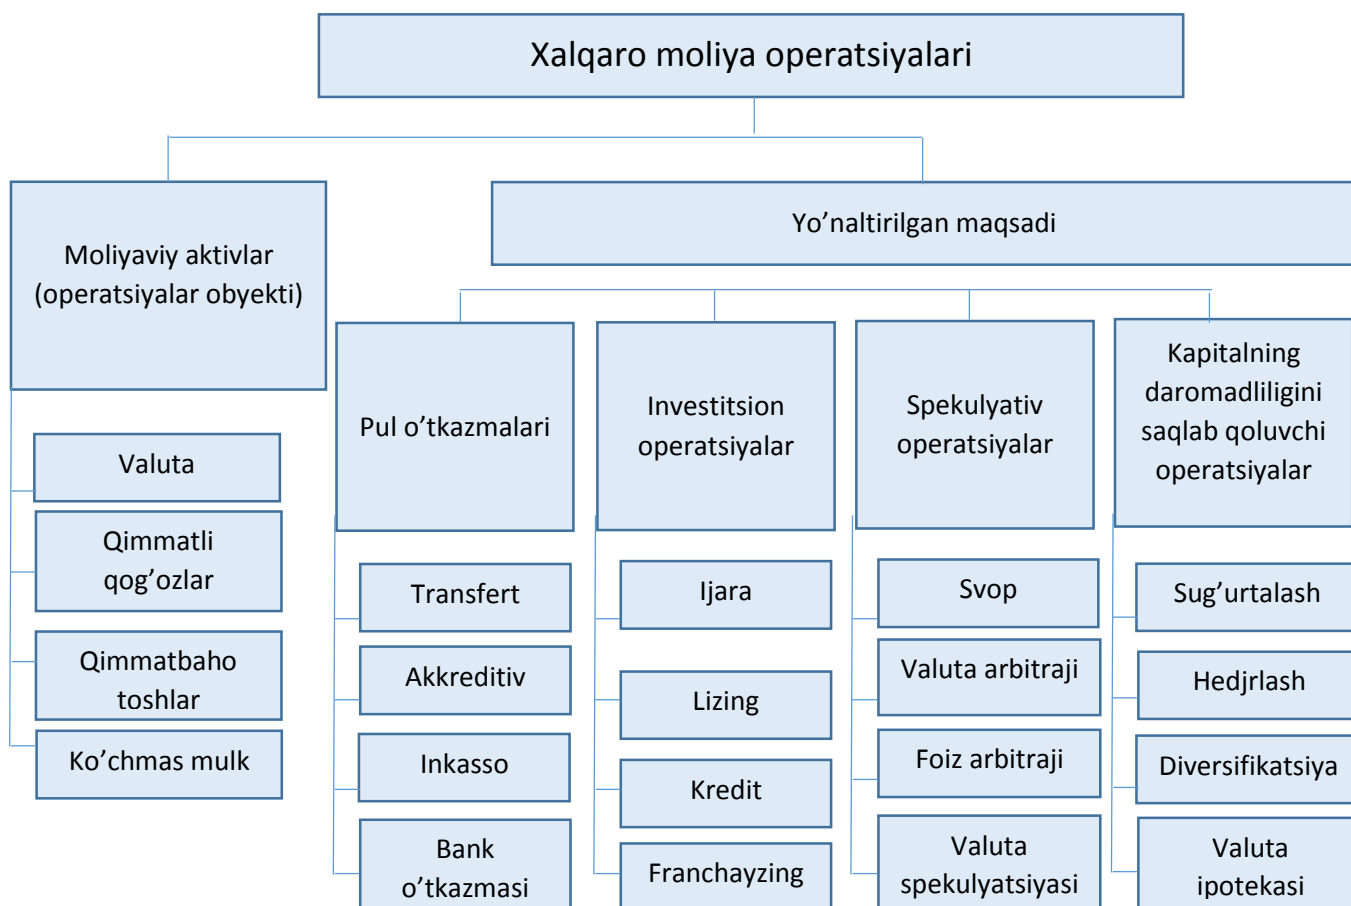 Xalqaro moliya operatsiyalari
Moliyaviy aktivlar
(operatsiyalar obyekti)
Yo’naltirilgan maqsadi
Valuta
Qimmatli
qog’ozlar
Qimmatbaho
toshlar
Ko’chmas mulk
Pul o’tkazmalari
Transfert
Akkreditiv
Inkasso
Bank
o’tkazmasi
Investitsion
operatsiyalar
Ijara
Lizing
Kredit
Franchayzing
Spekulyativ
operatsiyalar
Svop
Valuta arbitraji
Foiz arbitraji
Valuta
spekulyatsiyasi
Kapitalning
daromadliligini
saqlab qoluvchi
operatsiyalar
Sug’urtalash
Hedjrlash
Diversifikatsiya
Valuta
ipotekasi